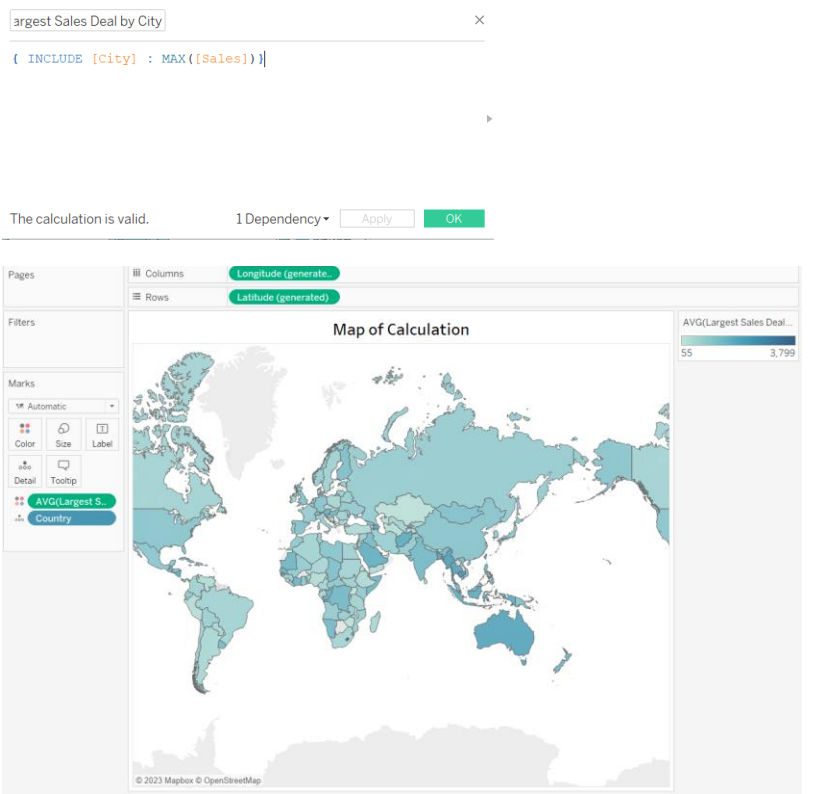 argest Sales Deal by City
{ INCLUDE [City] : MAX([Sales])}
The calculation is valid.
1 Dependency
Apply
OK
Pages
Columns
Longitude (generate..
Rows
Latitude (generated)
Filters
Map of Calculation
AVG(Largest Sales Deal...
55
3,799
Marks
Automatic
Color
Size
Label
Detail
Tooltip
AVG(Largest S..
Country
© 2023 Mapbox © OpenStreetMap